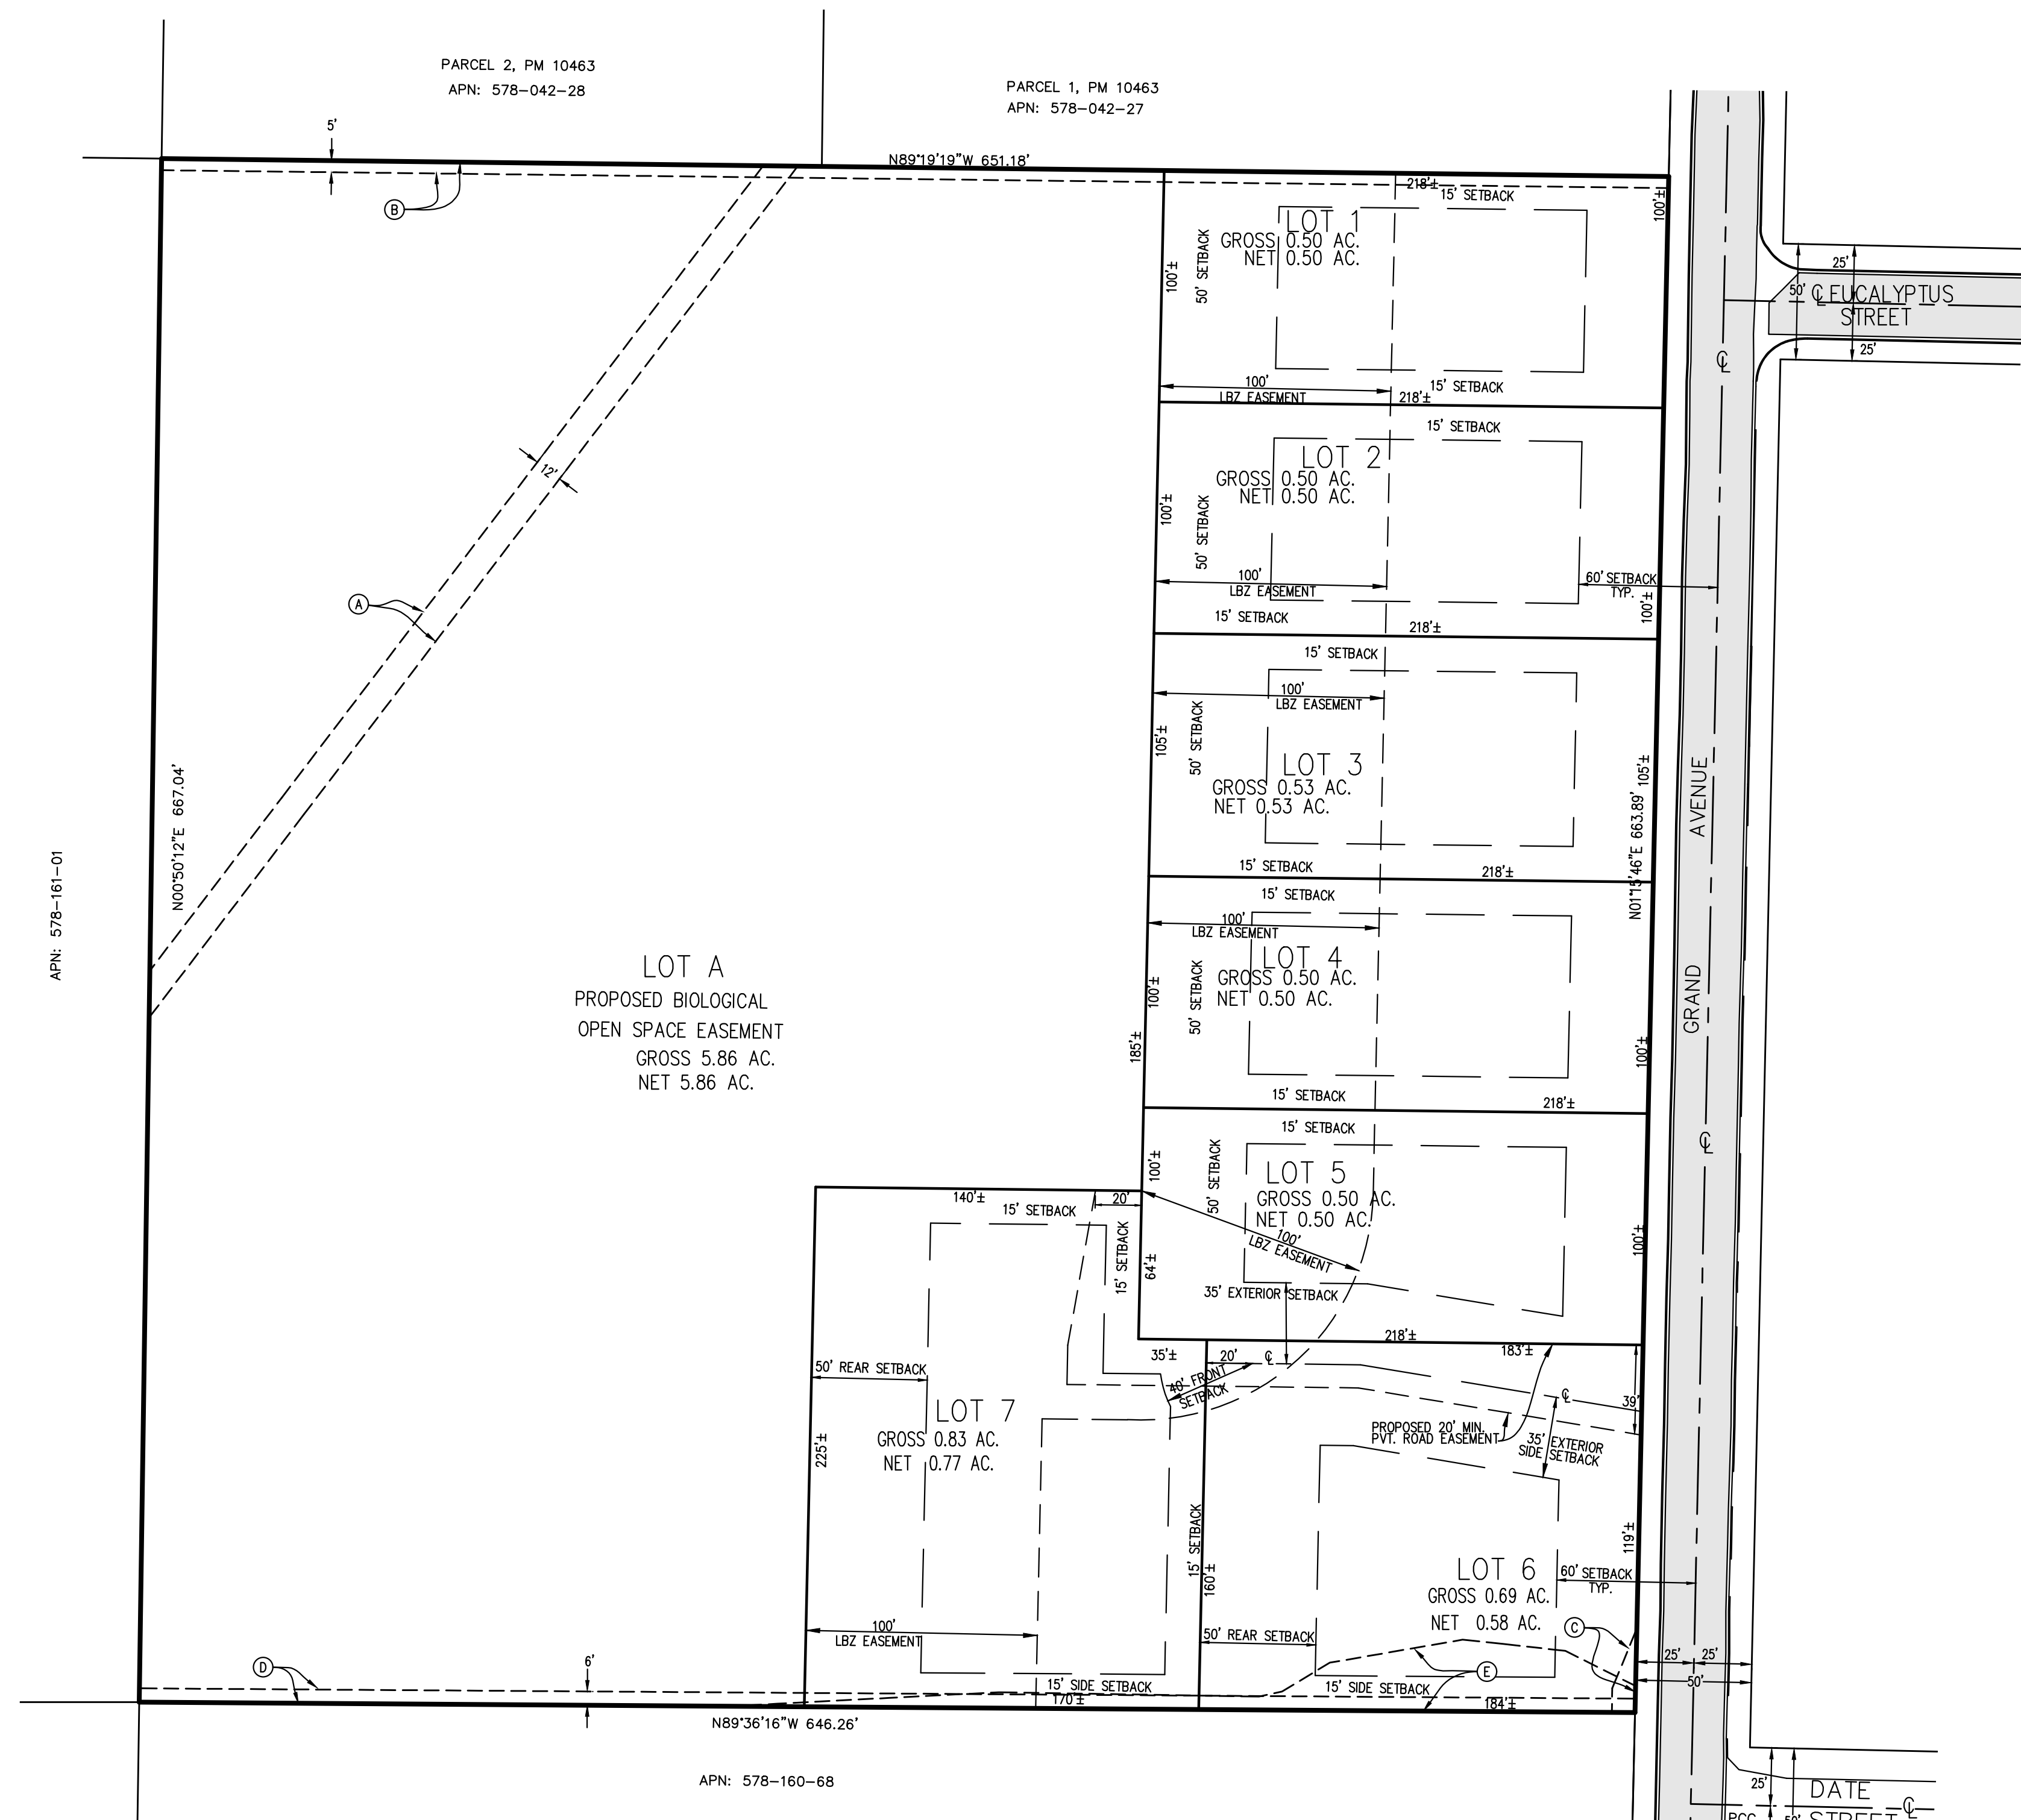 PARCEL 2, PM 10463
APN: 578-042-28
PARCEL 1, PM 10463
APN: 578-042-27
5'
N89°19'19"W 651.18'
B
218'±
15' SETBACK
100'±
LOT 1
GROSS 0.50 AC.
NET 0.50 AC.
50' SETBACK
100'±
100'
LBZ EASEMENT
15' SETBACK
218'±
25'
50'
℄ EUCALYPTUS
STREET
25'
℄
12'
A
15' SETBACK
LOT 2
GROSS 0.50 AC.
NET 0.50 AC.
100'±
50' SETBACK
100'
LBZ EASEMENT
60' SETBACK
TYP.
100'±
15' SETBACK
218'±
15' SETBACK
100'
LBZ EASEMENT
105'±
50' SETBACK
LOT 3
GROSS 0.53 AC.
NET 0.53 AC.
105'±
N01°15'46"E 663.89'
GRAND AVENUE
15' SETBACK
218'±
N00°50'12"E 667.04'
APN: 578-161-01
15' SETBACK
100'
LBZ EASEMENT
LOT 4
GROSS 0.50 AC.
NET 0.50 AC.
100'±
50' SETBACK
185'±
100'±
15' SETBACK
218'±
LOT A
PROPOSED BIOLOGICAL
OPEN SPACE EASEMENT
GROSS 5.86 AC.
NET 5.86 AC.
15' SETBACK
℄
LOT 5
GROSS 0.50 AC.
NET 0.50 AC.
100'±
50' SETBACK
100'
LBZ EASEMENT
100'±
35' EXTERIOR SETBACK
218'±
140'±
20'
15' SETBACK
15' SETBACK
64'±
50' REAR SETBACK
LOT 7
GROSS 0.83 AC.
NET 0.77 AC.
225'±
35'±
20'
℄
40' FRONT
SETBACK
183'±
℄
39'
PROPOSED 20' MIN.
PVT. ROAD EASEMENT
35' EXTERIOR
SIDE SETBACK
15' SETBACK
160'±
119'±
LOT 6
GROSS 0.69 AC.
NET 0.58 AC.
60' SETBACK
TYP.
C
100'
LBZ EASEMENT
50' REAR SETBACK
E
25'
25'
50'
D
6'
15' SIDE SETBACK
170'±
15' SIDE SETBACK
184'±
N89°36'16"W 646.26'
APN: 578-160-68
25'
DATE
℄
STREET
PCC
50'